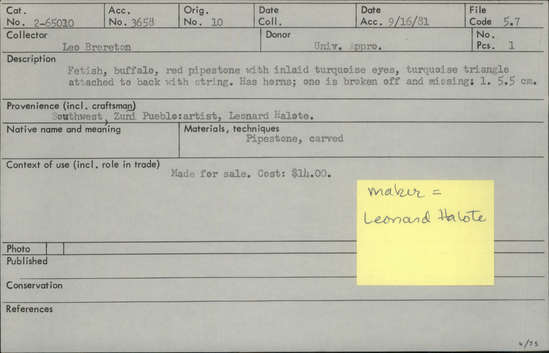 Cat. Acc. Orig. Date Date File
No. 2-65010 No. 3658 No. 10 Coll. Acc. 9/16/81 Code 5.7
Collector Donor No.
Leo Brereton Univ. Appro. Pcs. 1
Description
Fetish, buffalo, red pipestone with inlaid turquoise eyes, turquoise triangle
attached to back with string. Has horns; one is broken off and missing: l. 5.5 cm.
Provenience (incl. craftsman)
Southwest, Zuni Pueblo:artist, Leonard Halote.
Native name and meaning Materials, techniques
Pipestone, carved
Context of use (incl. role in trade)
Made for sale. Cost: $14.00.
maker =
Leonard Halote
Photo
Published
Conservation
References
4/75